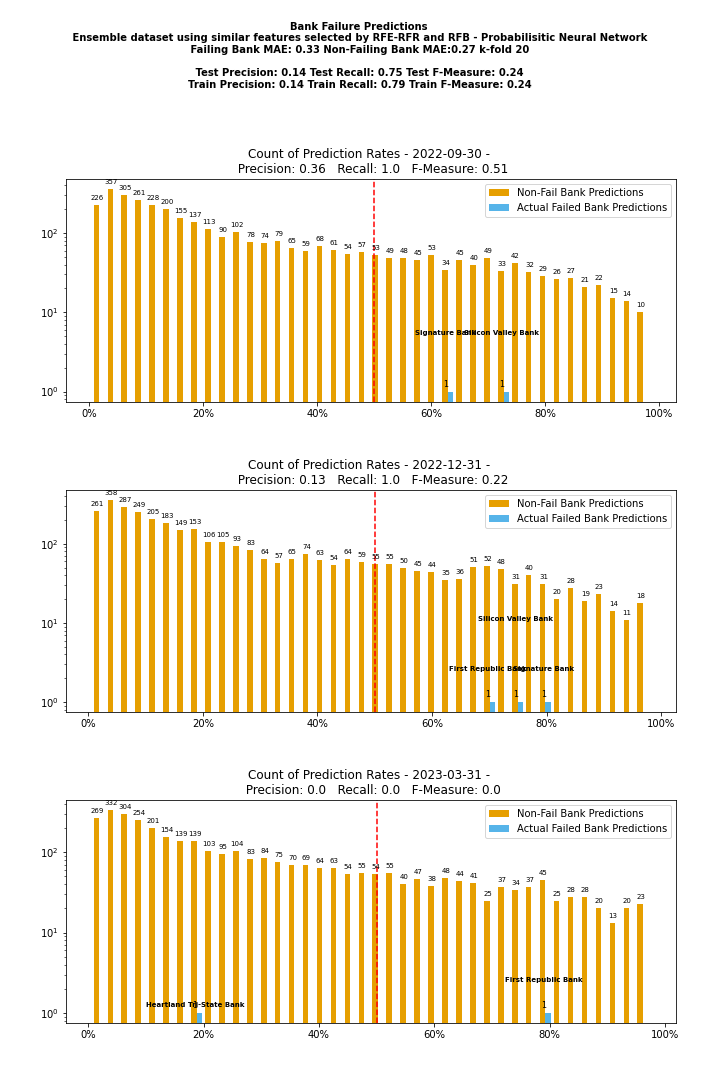 Bank Failure Predictions
Ensemble dataset using similar features selected by RFE-RFR and RFB - Probabilisitic Neural Network
Failing Bank MAE: 0.33 Non-Failing Bank MAE:0.27 k-fold 20
Test Precision: 0.14 Test Recall: 0.75 Test F-Measure: 0.24
Train Precision: 0.14 Train Recall: 0.79 Train F-Measure: 0.24
Count of Prediction Rates - 2022-09-30 -
Precision: 0.36 Recall: 1.0 F-Measure: 0.51
Non-Fail Bank Predictions
Actual Failed Bank Predictions
226 357 305 261 228 200 155 137 113 90 102 78 74 79 65 59 68 61 54 57 53 49 48 45 53 34 45 40 49 33 42 32 29 26 27 21 22 15 14 10
10²
10¹
Signature Bank Silicon Valley Bank
1 1
10⁰
0% 20% 40% 60% 80% 100%
Count of Prediction Rates - 2022-12-31 -
Precision: 0.13 Recall: 1.0 F-Measure: 0.22
Non-Fail Bank Predictions
Actual Failed Bank Predictions
261 358 287 249 205 183 149 153 106 105 93 83 64 57 65 74 63 54 64 59 55 55 50 45 44 35 36 51 52 48 31 40 31 20 28 19 23 14 11 18
10²
10¹
Silicon Valley Bank
First Republic Bank Signature Bank
1 1 1
10⁰
0% 20% 40% 60% 80% 100%
Count of Prediction Rates - 2023-03-31 -
Precision: 0.0 Recall: 0.0 F-Measure: 0.0
Non-Fail Bank Predictions
Actual Failed Bank Predictions
269 332 304 254 201 154 139 139 103 95 104 83 84 75 70 69 64 63 54 55 54 55 40 47 38 48 44 41 25 37 34 37 45 25 28 28 20 13 20 23
10²
10¹
First Republic Bank
Heartland Tri-State Bank
1 1
10⁰
0% 20% 40% 60% 80% 100%